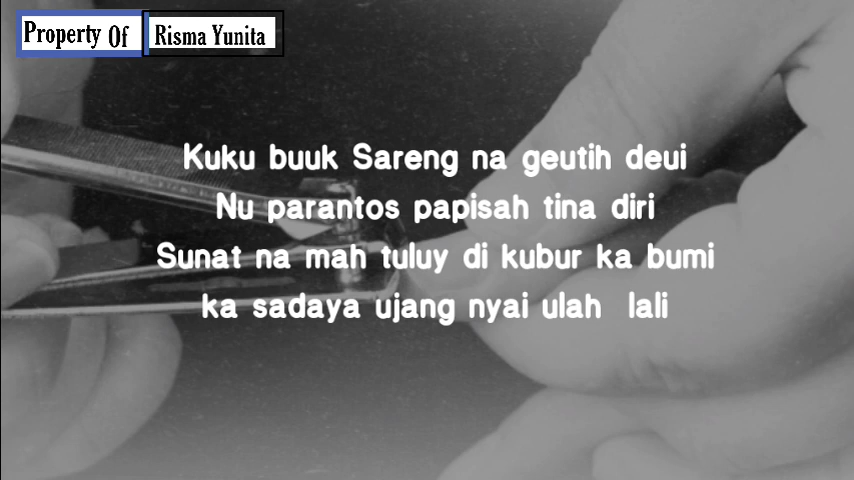 Property Of Risma Yunita
Kuku buuk Sareng na geutih deui
Nu parantos papisah tina diri
Sunat na mah tuluy di kubur ka bumi
ka sadaya ujang nyai ulah lali